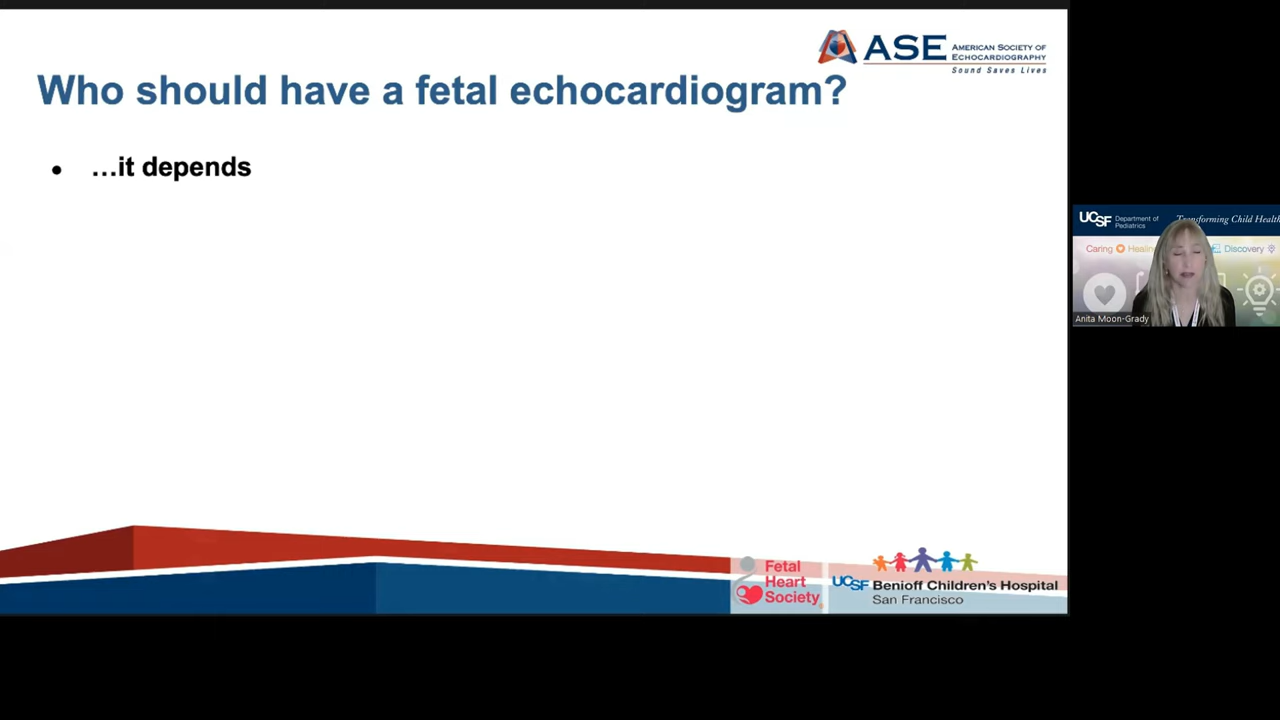 ASE AMERICAN SOCIETY OF
ECHOCARDIOGRAPHY
Sound Saves Lives
Who should have a fetal echocardiogram?
• …it depends
UCSF Department of
Pediatrics
Transforming Child Health
Caring Discovery
Anita Moon-Grady
Fetal
Heart
Society
UCSF Benioff Children's Hospital
San Francisco